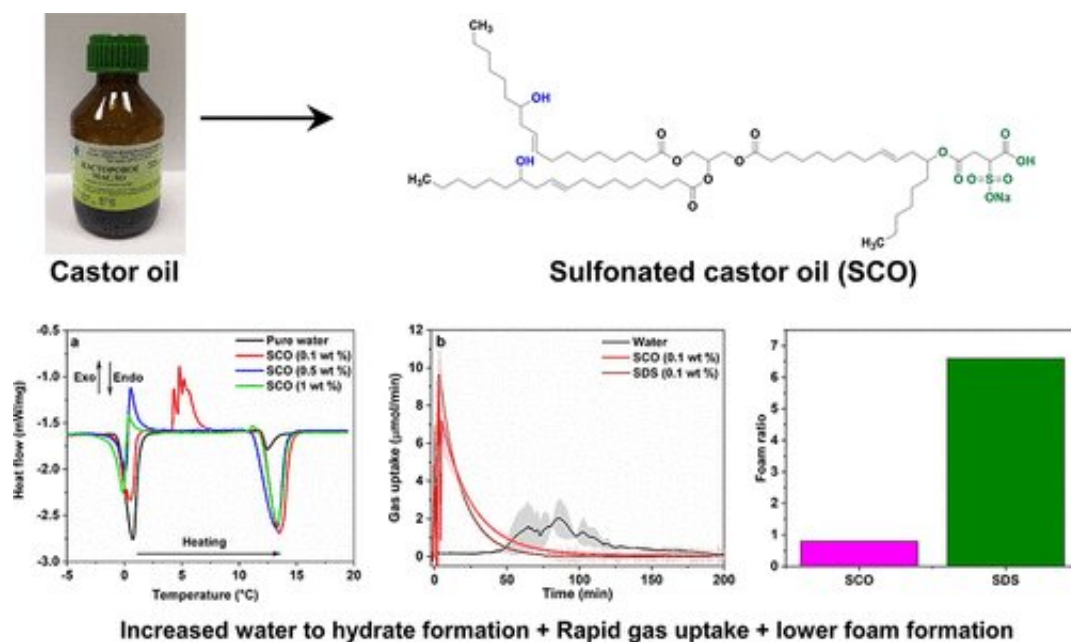 КАСТОРОВОЕ
МАСЛО
Castor oil
CH₃
OH
OH
H₃C
O
O
O
O
O
O
O
O
O
OH
O=S=O
ONa
H₃C
Sulfonated castor oil (SCO)
a
Exo
Endo
Pure water
SCO (0.1 wt %)
SCO (0.5 wt %)
SCO (1 wt %)
Heating
Heat flow (mW/mg)
-0.5
-1.0
-1.5
-2.0
-2.5
-3.0
-5
0
5
10
15
20
Temperature (°C)
b
Water
SCO (0.1 wt %)
SDS (0.1 wt %)
Gas uptake (μmol/min)
12
10
8
6
4
2
0
0
50
100
150
200
Time (min)
Foam ratio
7
6
5
4
3
2
1
0
SCO
SDS
Increased water to hydrate formation + Rapid gas uptake + lower foam formation